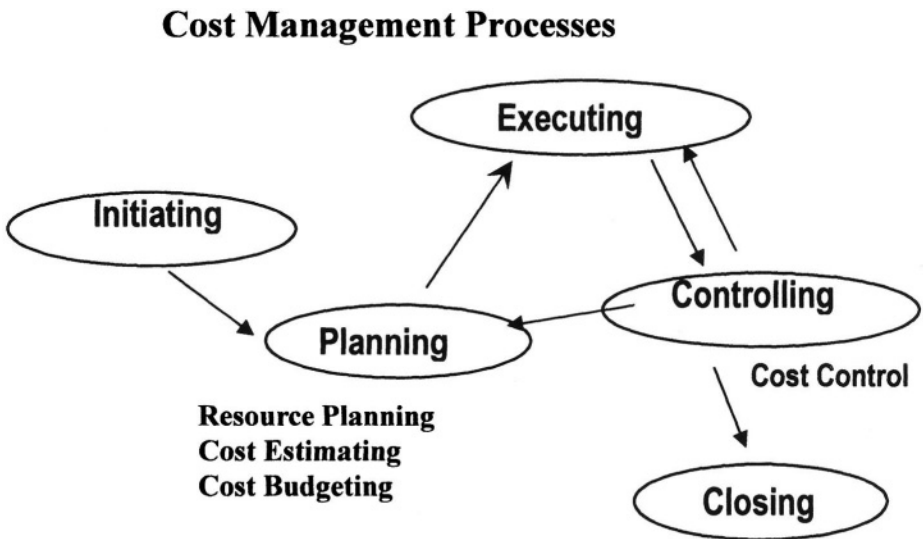 Cost Management Processes
Executing
Initiating
Controlling
Planning
Cost Control
Resource Planning
Cost Estimating
Cost Budgeting
Closing